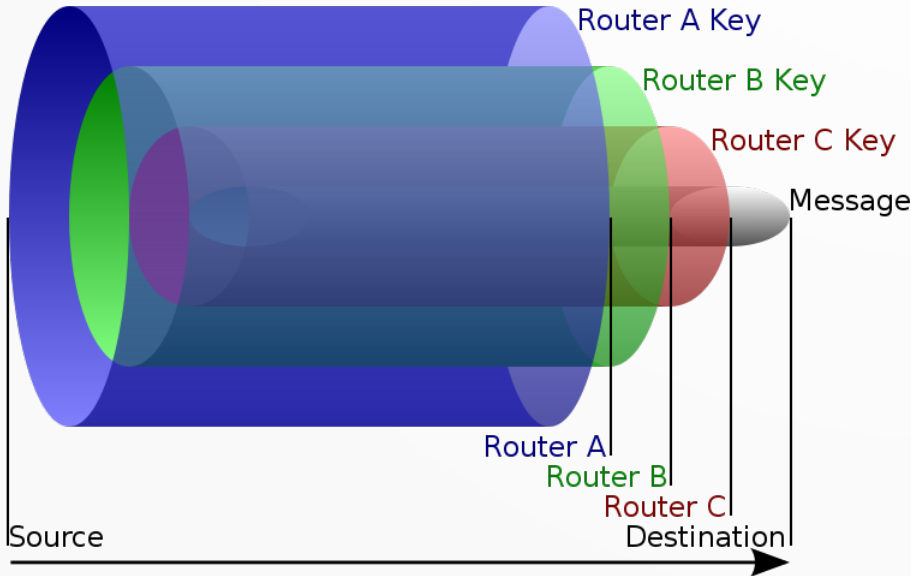 Router A Key
Router B Key
Router C Key
Message
Router A
Router B
Router C
Source
Destination